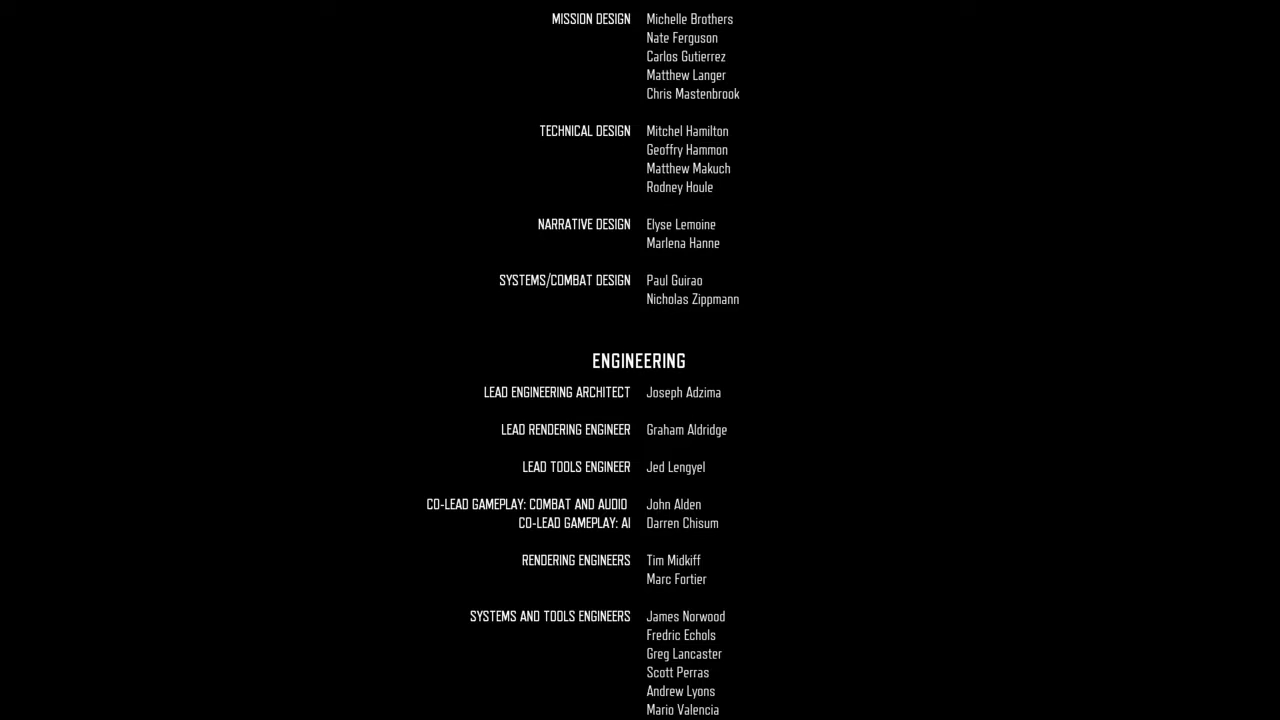 MISSION DESIGN Michelle Brothers
Nate Ferguson
Carlos Gutierrez
Matthew Langer
Chris Mastenbrook
TECHNICAL DESIGN Mitchel Hamilton
Geoffry Hammon
Matthew Makuch
Rodney Houle
NARRATIVE DESIGN Elyse Lemoine
Marlena Hanne
SYSTEMS/COMBAT DESIGN Paul Guirao
Nicholas Zippmann
ENGINEERING
LEAD ENGINEERING ARCHITECT Joseph Adzima
LEAD RENDERING ENGINEER Graham Aldridge
LEAD TOOLS ENGINEER Jed Lengyel
CO-LEAD GAMEPLAY: COMBAT AND AUDIO John Alden
CO-LEAD GAMEPLAY: AI Darren Chisum
RENDERING ENGINEERS Tim Midkiff
Marc Fortier
SYSTEMS AND TOOLS ENGINEERS James Norwood
Fredric Echols
Greg Lancaster
Scott Perras
Andrew Lyons
Mario Valencia